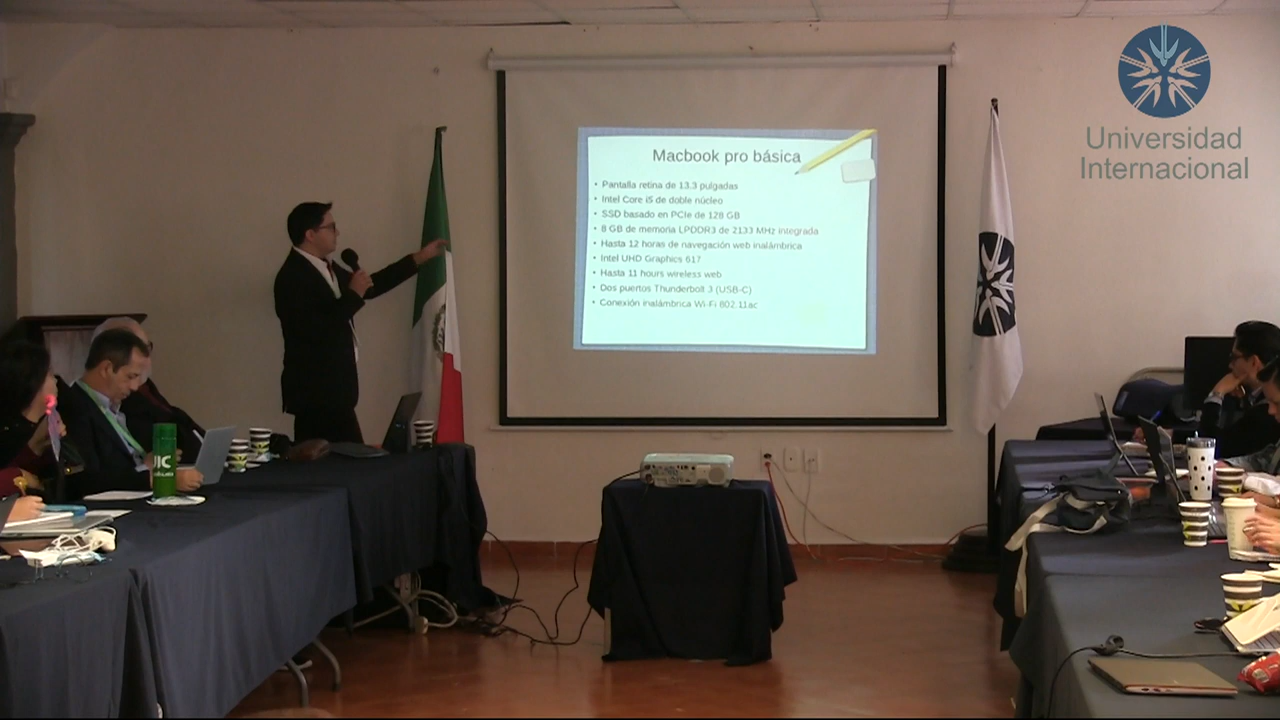 Universidad
Internacional
Macbook pro básica
• Pantalla retina de 13.3 pulgadas
• Intel Core i5 de doble núcleo
• SSD basado en PCIe de 128 GB
• 8 GB de memoria LPDDR3 de 2133 MHz integrada
• Hasta 12 horas de navegación web inalámbrica
• Intel UHD Graphics 617
• Hasta 11 hours wireless web
• Dos puertos Thunderbolt 3 (USB-C)
• Conexión inalámbrica Wi-Fi 802.11ac
UIC